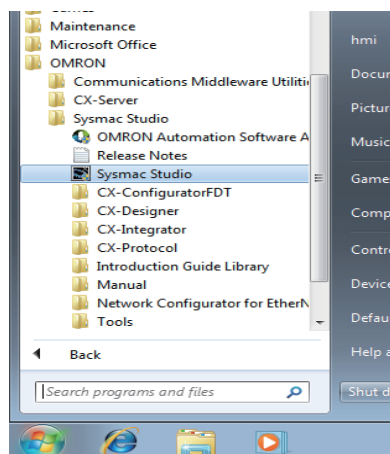 Maintenance
Microsoft Office
OMRON
Communications Middleware Utiliti
CX-Server
Sysmac Studio
OMRON Automation Software A
Release Notes
Sysmac Studio
CX-ConfiguratorFDT
CX-Designer
CX-Integrator
CX-Protocol
Introduction Guide Library
Manual
Network Configurator for EtherN
Tools
Back
Search programs and files
hmi
Docur
Pictur
Music
Game
Comp
Contr
Device
Defau
Help a
Shut d